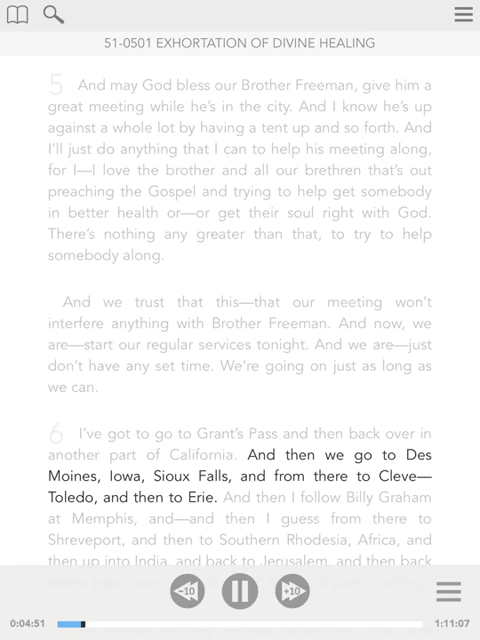 51-0501 EXHORTATION OF DIVINE HEALING
5 And may God bless our Brother Freeman, give him a
great meeting while he's in the city. And I know he's up
against a whole lot by having a tent up and so forth. And
I'll just do anything that I can to help his meeting along,
for I—I love the brother and all our brethren that's out
preaching the Gospel and trying to help get somebody
in better health or—or get their soul right with God.
There's nothing any greater than that, to try to help
somebody along.
And we trust that this—that our meeting won't
interfere anything with Brother Freeman. And now, we
are—start our regular services tonight. And we are—just
don't have any set time. We're going on just as long as
we can.
6 I've got to go to Grant's Pass and then back over in
another part of California. And then we go to Des
Moines, Iowa, Sioux Falls, and from there to Cleve—
Toledo, and then to Erie. And then I follow Billy Graham
at Memphis, and—and then I guess from there to
Shreveport, and then to Southern Rhodesia, Africa, and
then up into India, and back to Jerusalem, and then back
-10
+10
0:04:51
1:11:07